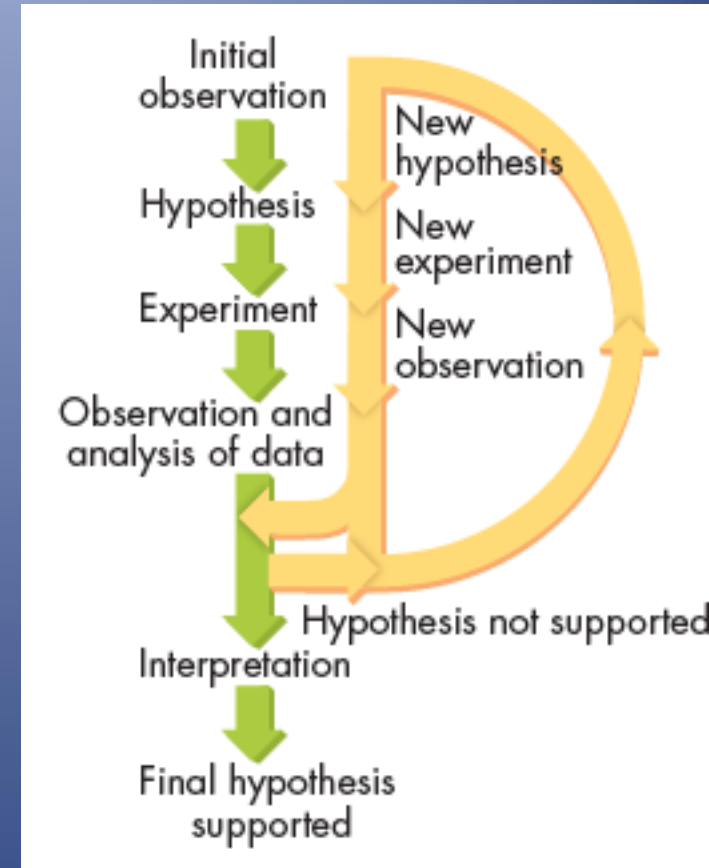 Initial
observation
Hypothesis
Experiment
Observation and
analysis of data
New
hypothesis
New
experiment
New
observation
Hypothesis not supported
Interpretation
Final hypothesis
supported